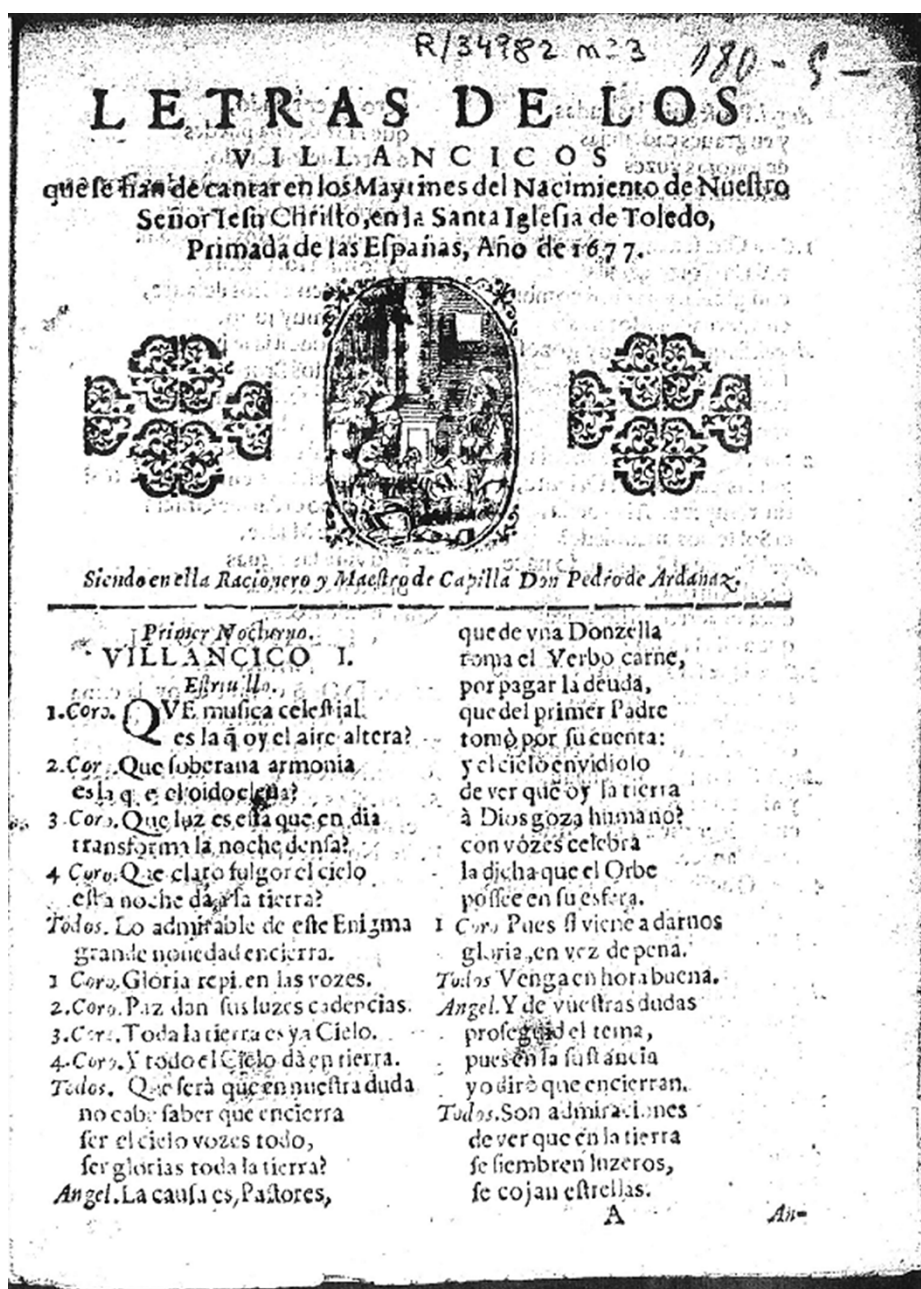 R/34982 nº 3 180-5-
LETRAS DE LOS
VILLANCICOS
que se han de cantar en los Maytines del Nacimiento de Nueſtro
Señor Ieſu Chriſto, en la Santa Igleſia de Toledo,
Primada de las Eſpañas, Año de 1677.
Siendo en ella Racionero y Maeſtro de Capilla Don Pedro de Ardanaz.
Primer Nocturno.
VILLANCICO I.
Eſtriuillo.
1.Coro. QVE muſica celeſtial
es la q̃ oy el aire altera?
2.Cor. Que ſoberana armonia
es la q e el oido eleua?
3.Coro. Que luz es eſta que en dia
transforma la noche denſa?
4 Coro. Que claro fulgor el cielo
eſta noche dà a la tierra?
Todos. Lo admirable de eſte Enigma
grande nouedad encierra.
1 Coro. Gloria repi.en las vozes.
2.Coro. Paz dan ſus luzes cadencias.
3.Coro. Toda la tierra es ya Cielo.
4.Coro. Y todo el Cielo dà en tierra.
Todos. Que ſerà que en nueſtra duda
no cabe ſaber que encierra
ſer el cielo vozes todo,
ſer glorias toda la tierra?
Angel. La cauſa es, Paſtores,
que de vna Donzella
toma el Verbo carne,
por pagar la deuda,
que del primer Padre
tomò por ſu cuenta:
y el cielo envidioſo
de ver que oy la tierra
à Dios goza humano?
con vozes celebra
la dicha que el Orbe
poſſee en ſu esfera.
1 Coro Pues ſi viene a darnos
gloria, en vez de pena.
Todos Venga en hora buena.
Angel. Y de vueſtras dudas
proſeguid el tema,
pues en la ſuſtancia
yo dirè que encierran.
Todos. Son admiraciones
de ver que en la tierra
ſe ſiembren luzeros,
ſe cojan eſtrellas.
A An-